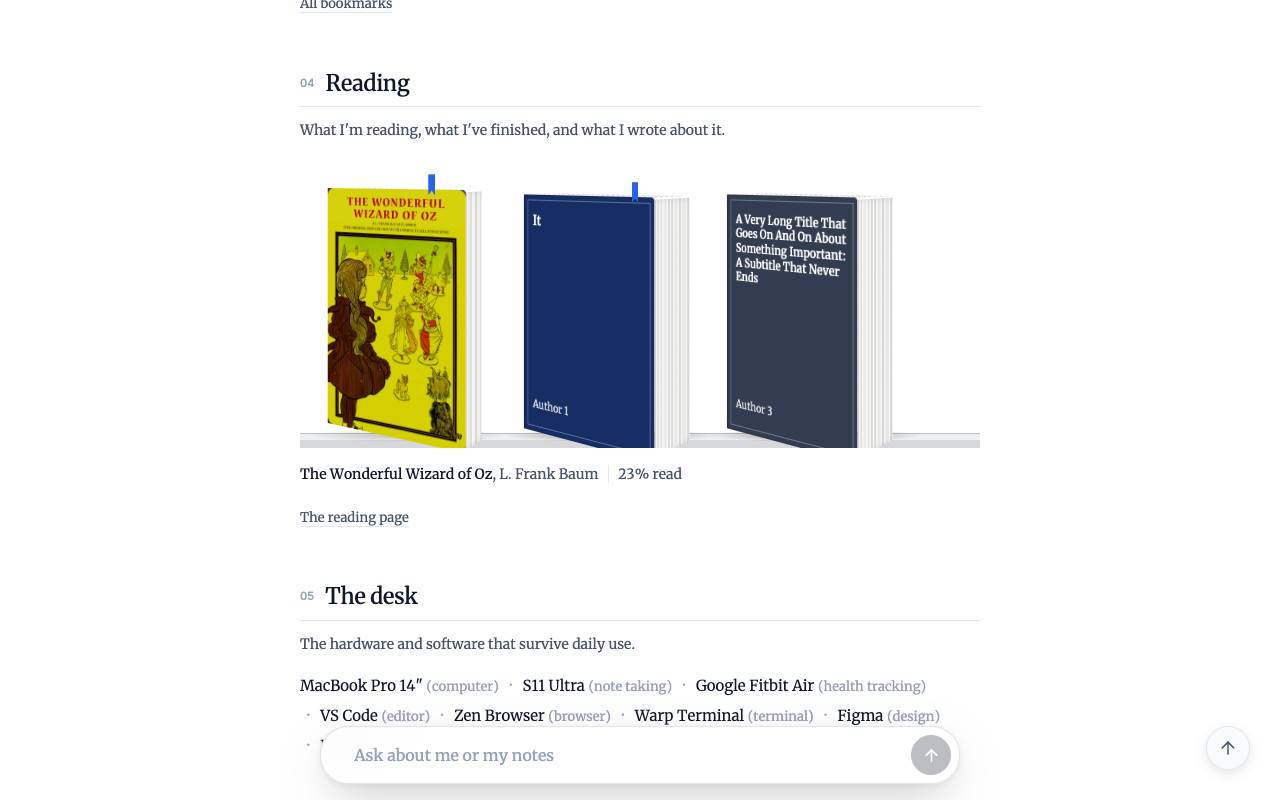 All bookmarks
04 Reading
What I'm reading, what I've finished, and what I wrote about it.
THE WONDERFUL
WIZARD OF OZ
It
Author 1
A Very Long Title That
Goes On And On About
Something Important:
A Subtitle That Never
Ends
Author 3
The Wonderful Wizard of Oz, L. Frank Baum 23% read
The reading page
05 The desk
The hardware and software that survive daily use.
MacBook Pro 14" (computer) · S11 Ultra (note taking) · Google Fitbit Air (health tracking)
· VS Code (editor) · Zen Browser (browser) · Warp Terminal (terminal) · Figma (design)
Ask about me or my notes